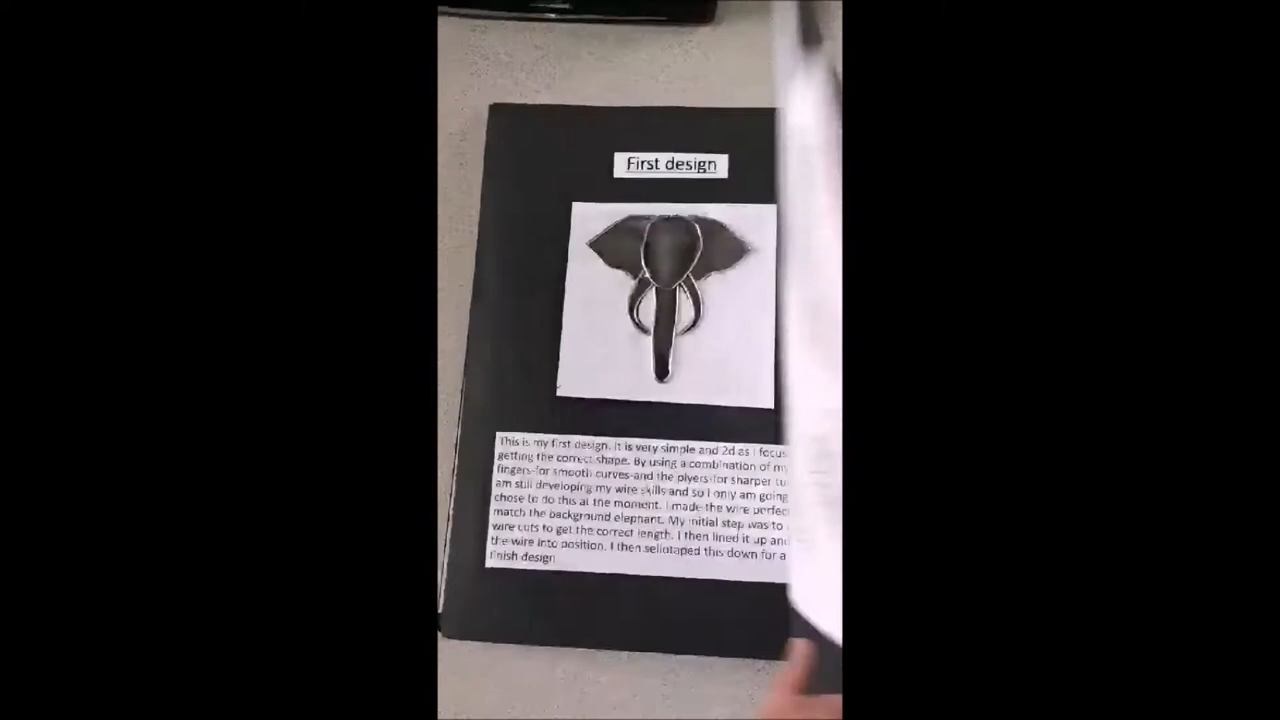 First design
This is my first design. It is very simple and 2d as I focus
getting the correct shape. By using a combination of my
fingers-for smooth curves-and the plyers-for sharper tu
am still developing my wire skills and so I only am going
chose to do this at the moment. I made the wire perfec
match the background elephant. My initial step was to
wire cuts to get the correct length. I then lined it up and
the wire into position. I then sellotaped this down for a
finish design